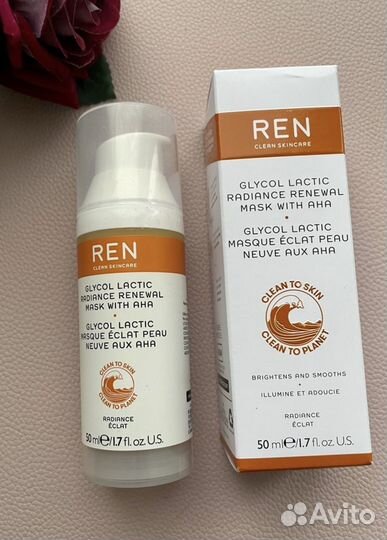 REN
CLEAN SKINCARE
GLYCOL LACTIC
RADIANCE RENEWAL
MASK WITH AHA
•
GLYCOL LACTIC
MASQUE ÉCLAT PEAU
NEUVE AUX AHA
CLEAN TO SKIN
CLEAN TO PLANET
RADIANCE
ÉCLAT
50 ml℮/1.7 fl.oz. U.S.
REN
CLEAN SKINCARE
GLYCOL LACTIC
RADIANCE RENEWAL
MASK WITH AHA
•
GLYCOL LACTIC
MASQUE ÉCLAT PEAU
NEUVE AUX AHA
CLEAN TO SKIN
CLEAN TO PLANET
BRIGHTENS AND SMOOTHS
•
ILLUMINE ET ADOUCIE
RADIANCE
ÉCLAT
50 ml℮/1.7 fl. oz. U.S.
Avito